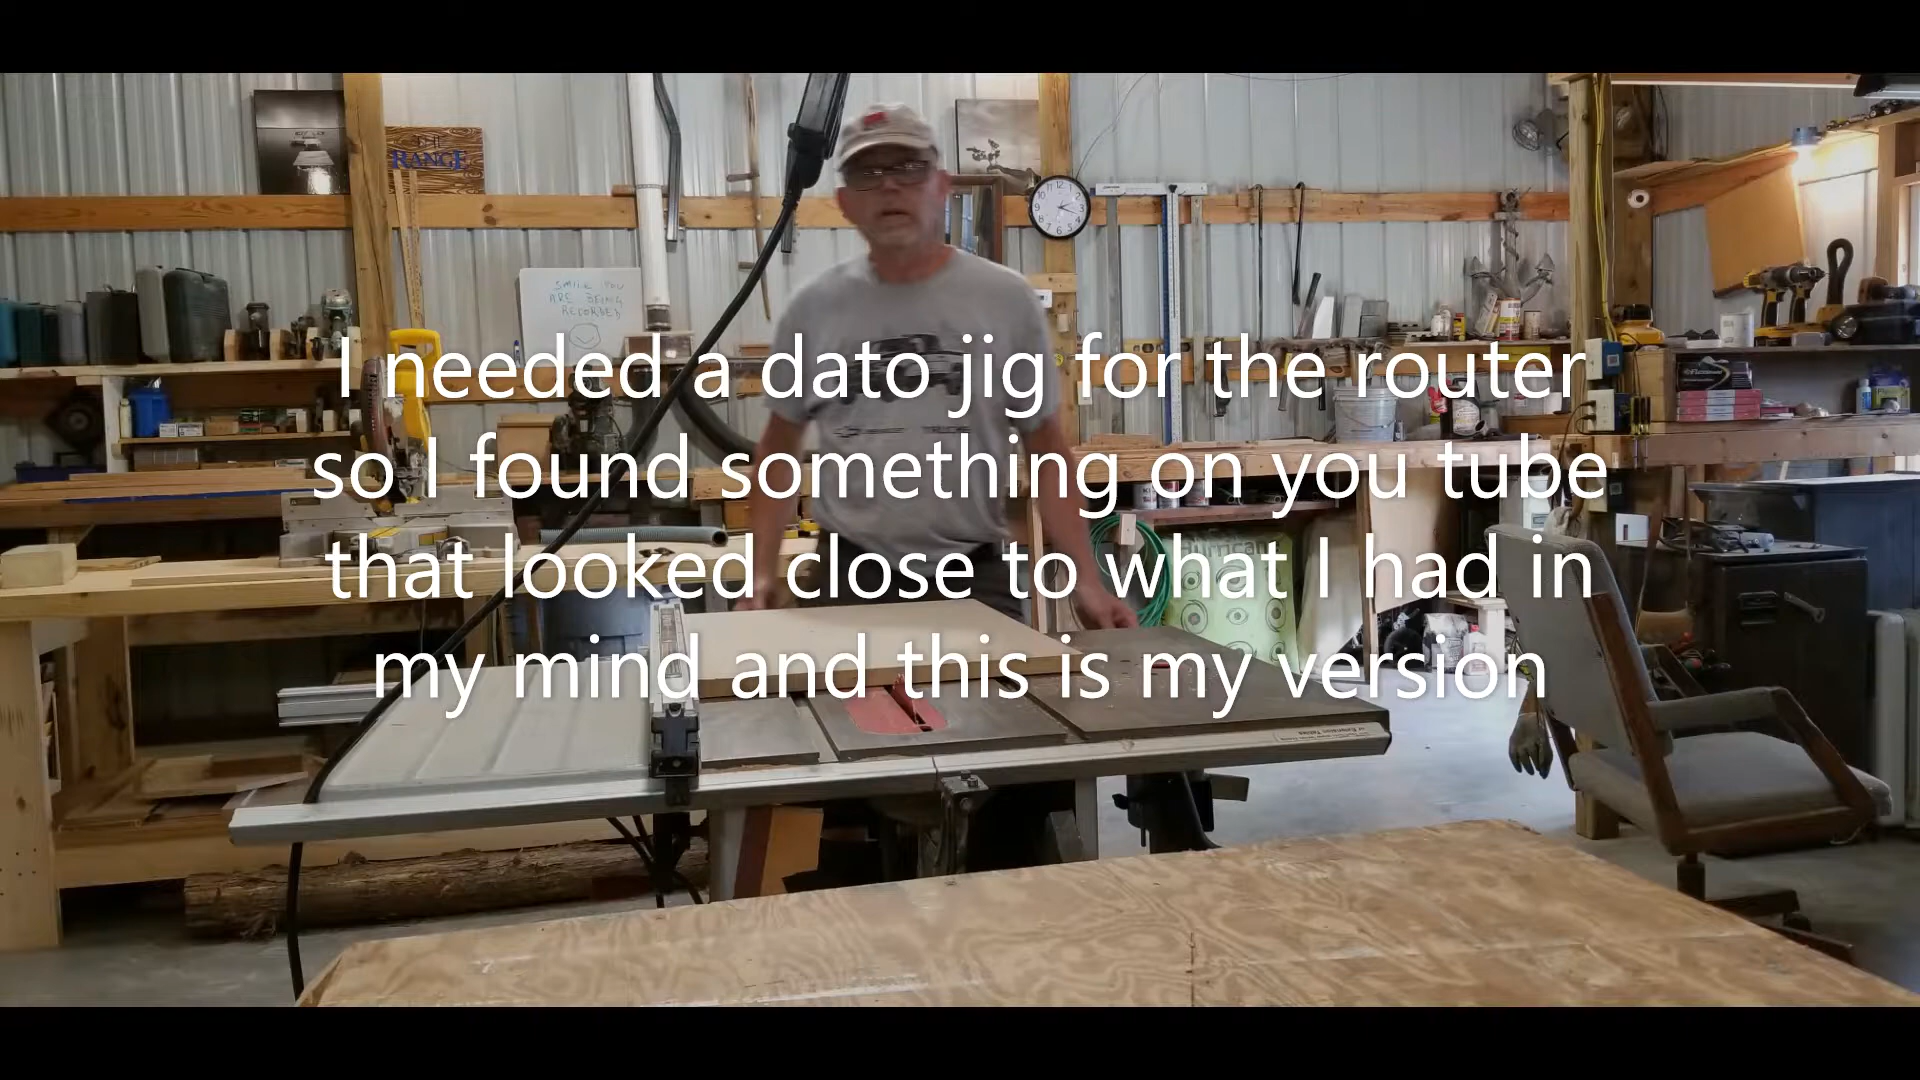 THE
RANGE
SMILE YOU
ARE BEING
RECORDED
I needed a dato jig for the router
so I found something on you tube
that looked close to what I had in
my mind and this is my version